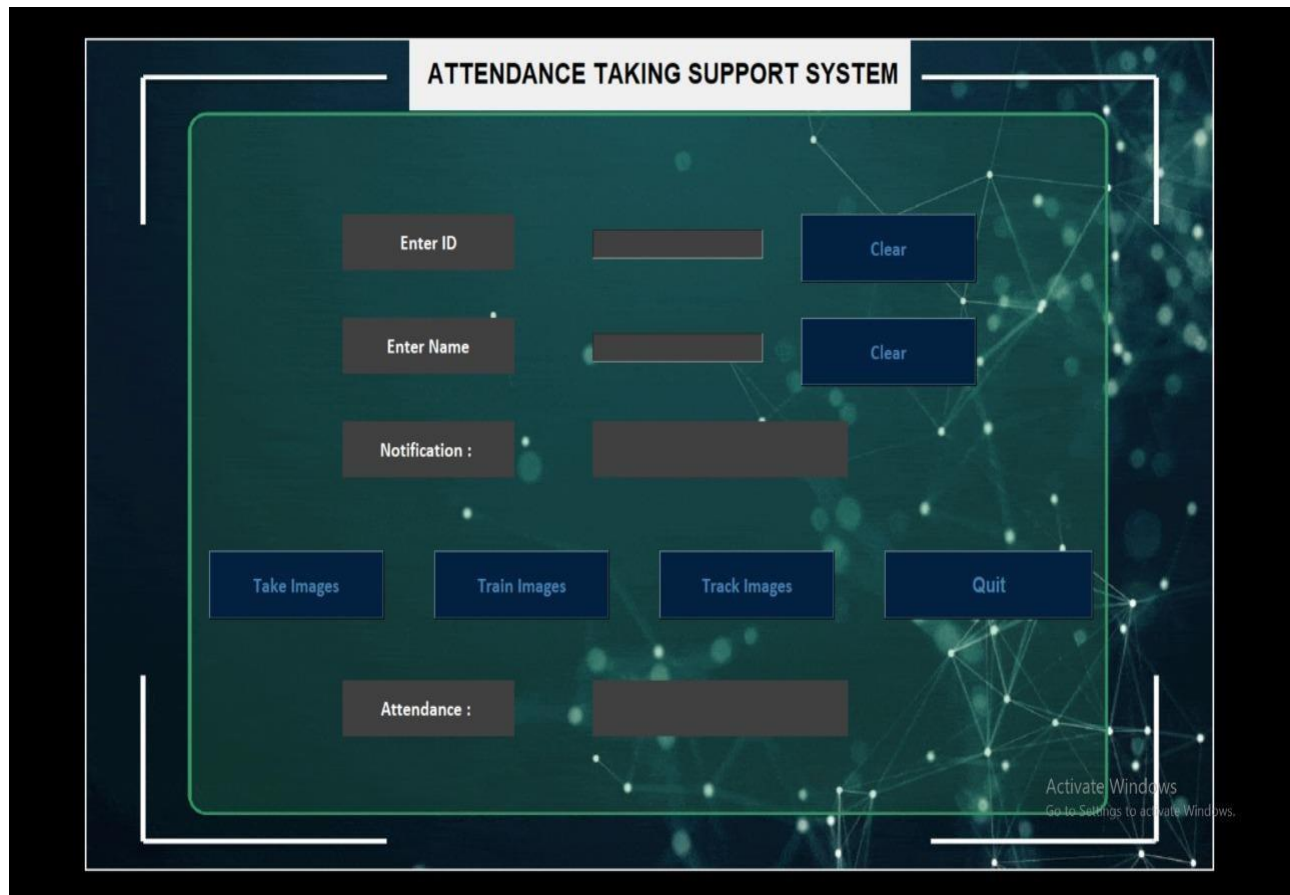 ATTENDANCE TAKING SUPPORT SYSTEM
Enter ID
Clear
Enter Name
Clear
Notification :
Take Images
Train Images
Track Images
Quit
Attendance :
Activate Windows
Go to Settings to activate Windows.